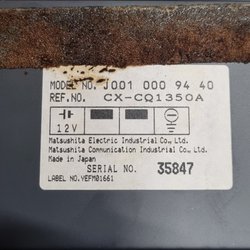 MODEL NO. J001 000 94 40
REF.NO. CX-CQ1350A
12V
Matsushita Electric Industrial Co., Ltd.
Matsushita Communication Industrial Co., Ltd.
Made in Japan
SERIAL NO. 35847
LABEL NO. YEFM01661